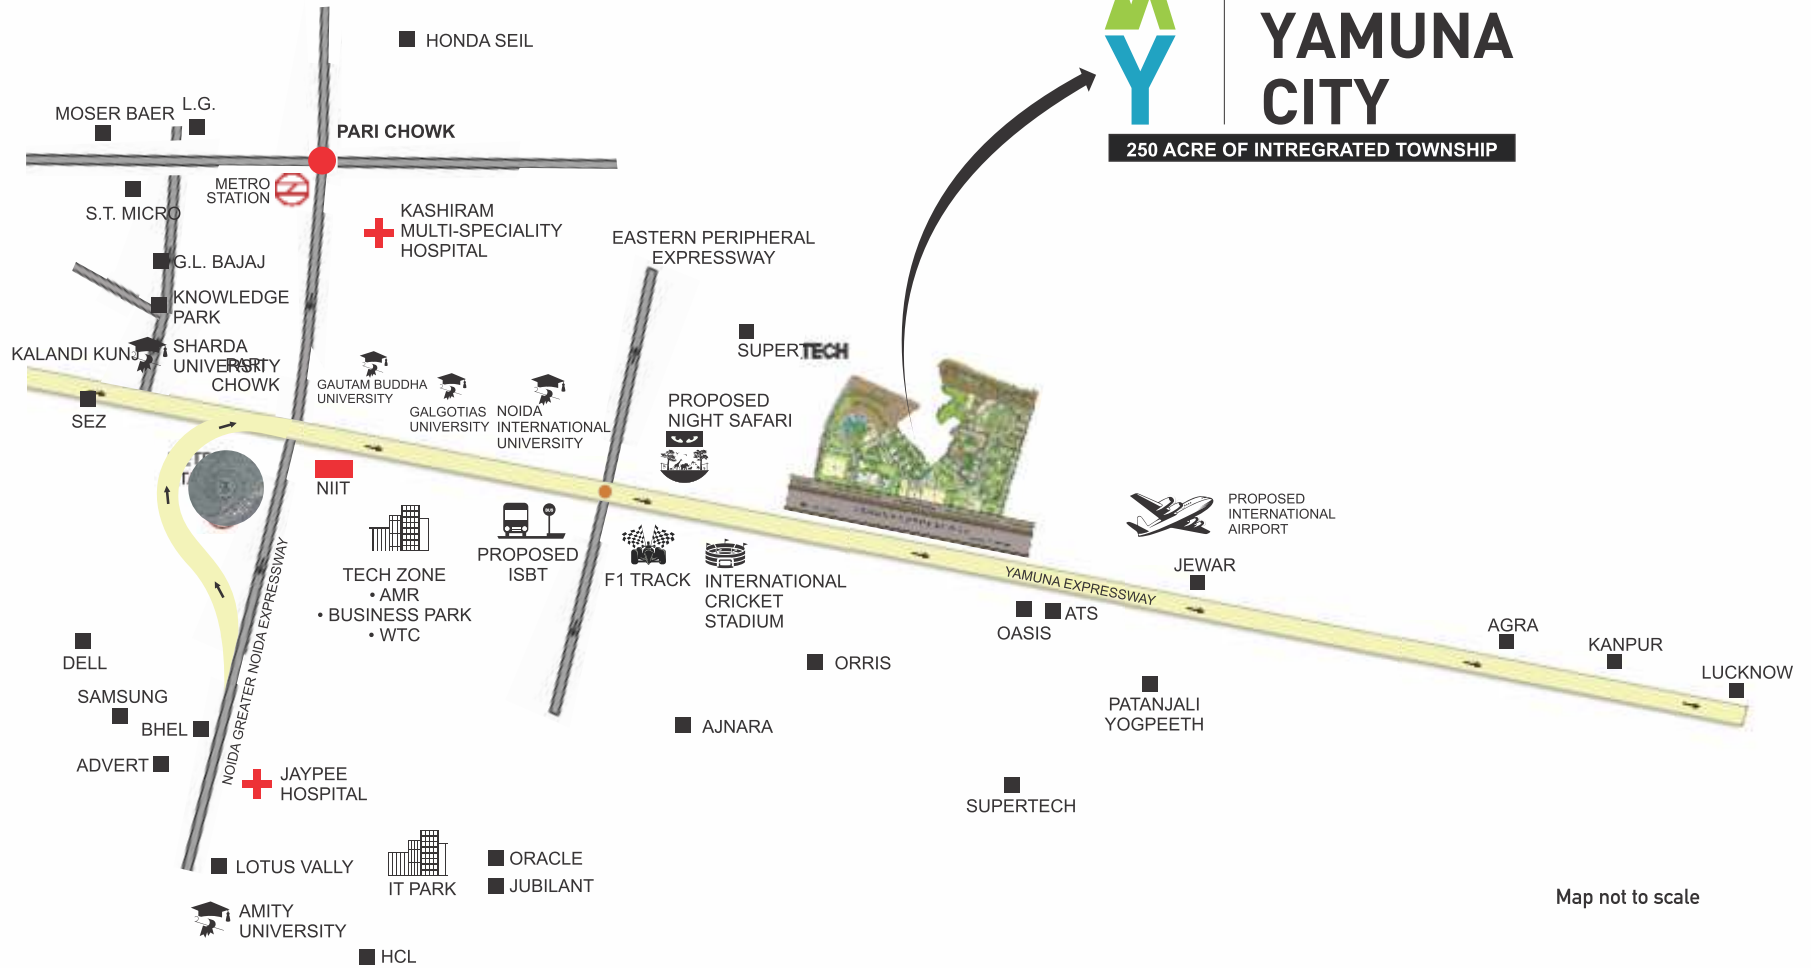 YAMUNA
CITY
250 ACRE OF INTREGRATED TOWNSHIP
HONDA SEIL
MOSER BAER
L.G.
PARI CHOWK
METRO
STATION
S.T. MICRO
KASHIRAM
MULTI-SPECIALITY
HOSPITAL
G.L. BAJAJ
EASTERN PERIPHERAL
EXPRESSWAY
KNOWLEDGE
PARK
KALANDI KUNJ
SHARDA
UNIVERSITY
PARI
CHOWK
SUPERTECH
GAUTAM BUDDHA
UNIVERSITY
GALGOTIAS
UNIVERSITY
NOIDA
INTERNATIONAL
UNIVERSITY
PROPOSED
NIGHT SAFARI
SEZ
NIIT
TECH ZONE
• AMR
• BUSINESS PARK
• WTC
BUS
PROPOSED
ISBT
F1 TRACK
INTERNATIONAL
CRICKET
STADIUM
PROPOSED
INTERNATIONAL
AIRPORT
JEWAR
YAMUNA EXPRESSWAY
OASIS
ATS
AGRA
KANPUR
LUCKNOW
NOIDA GREATER NOIDA EXPRESSWAY
DELL
SAMSUNG
BHEL
ADVERT
ORRIS
AJNARA
PATANJALI
YOGPEETH
JAYPEE
HOSPITAL
SUPERTECH
LOTUS VALLY
IT PARK
ORACLE
JUBILANT
AMITY
UNIVERSITY
HCL
Map not to scale